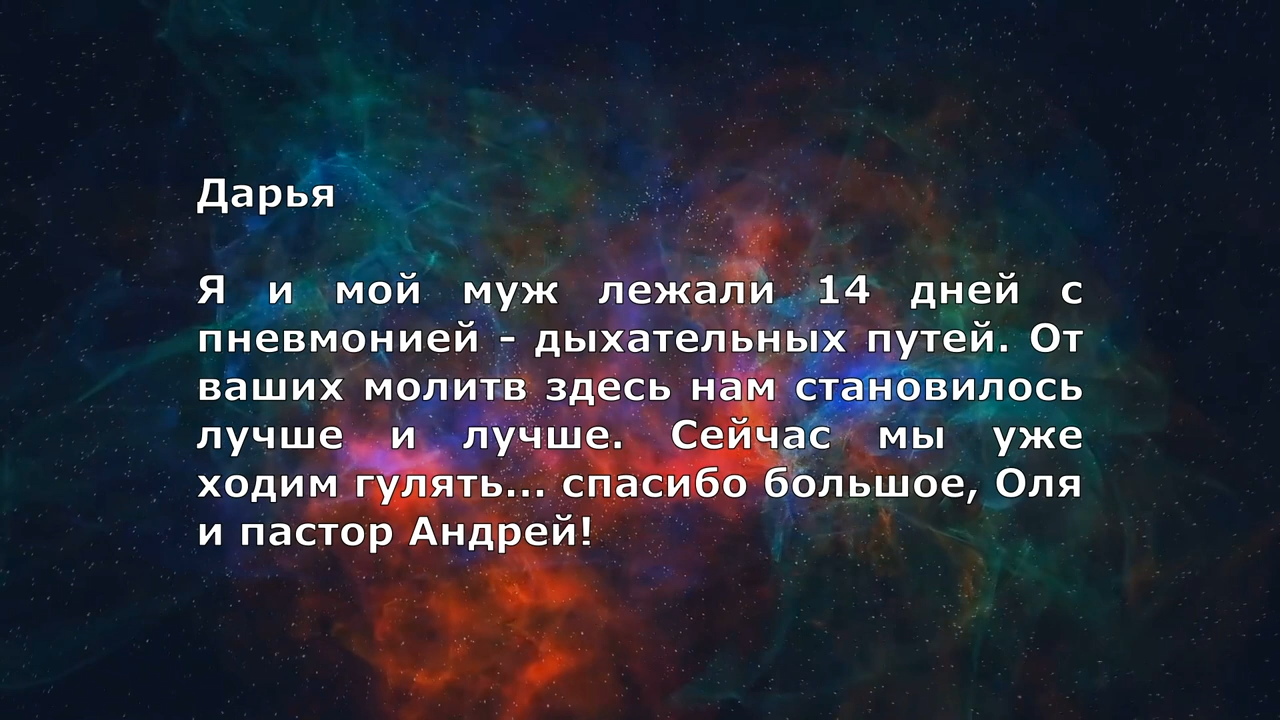 Дарья
Я и мой муж лежали 14 дней с
пневмонией - дыхательных путей. От
ваших молитв здесь нам становилось
лучше и лучше. Сейчас мы уже
ходим гулять... спасибо большое, Оля
и пастор Андрей!